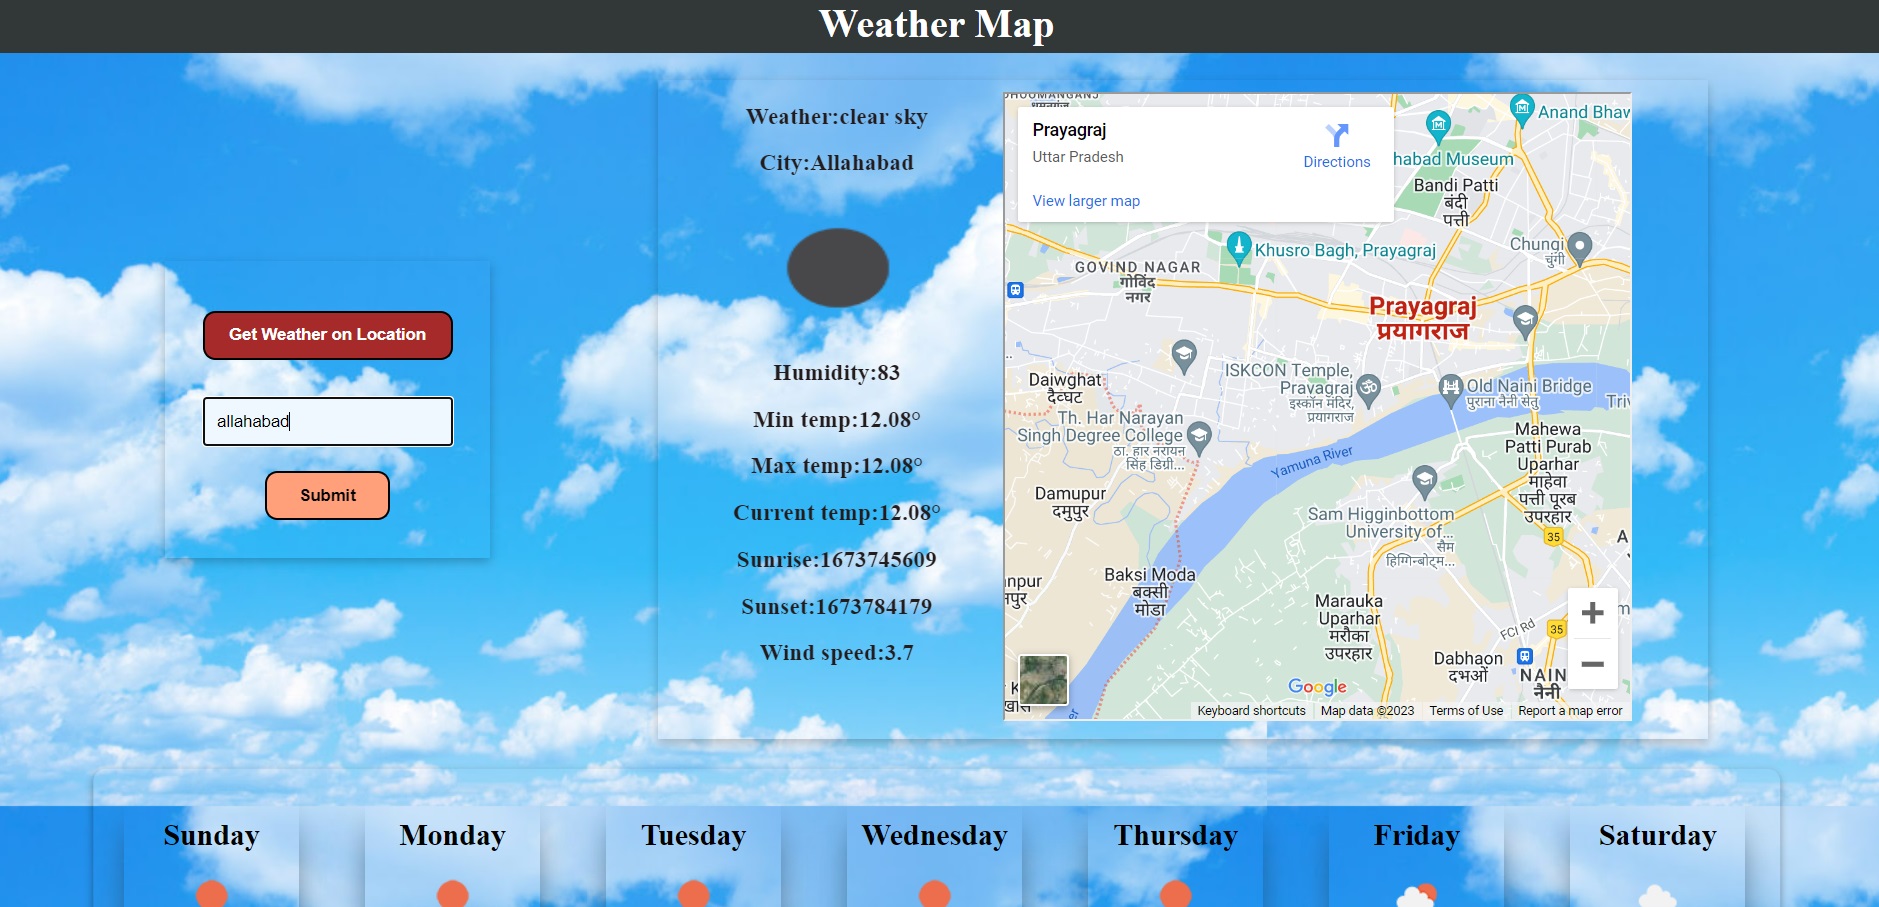 Weather Map
Get Weather on Location
allahabad
Submit
Weather:clear sky
City:Allahabad
Humidity:83
Min temp:12.08°
Max temp:12.08°
Current temp:12.08°
Sunrise:1673745609
Sunset:1673784179
Wind speed:3.7
Prayagraj
Uttar Pradesh
Directions
View larger map
Anand Bhav
habad Museum
Bandi Patti
बंदी
पत्ती
Khusro Bagh, Prayagraj
Chungi
चुंगी
GOVIND NAGAR
गोविंद
नगर
Prayagraj
प्रयागराज
ISKCON Temple,
Prayagraj
इस्कॉन मंदिर,
प्रयागराज
Old Naini Bridge
पुराना नैनी सेतु
Daiwghat
दैव्घट
Th. Har Narayan
Singh Degree College
ठा. हार नरायन
सिंह डिग्री...
Mahewa
Patti Purab
Uparhar
माहेवा
पत्ती पूरब
उपरहार
Yamuna River
Damupur
दमुपुर
Sam Higginbottom
University of...
सैम
हिग्गिन्बोट्म...
35
Baksi Moda
बक्सी
मोडा
Marauka
Uparhar
मरौका
उपरहार
FCI Rd
35
Dabhaon
दभओं
NAIN
नैनी
Google
Keyboard shortcuts
Map data ©2023
Terms of Use
Report a map error
Sunday
Monday
Tuesday
Wednesday
Thursday
Friday
Saturday